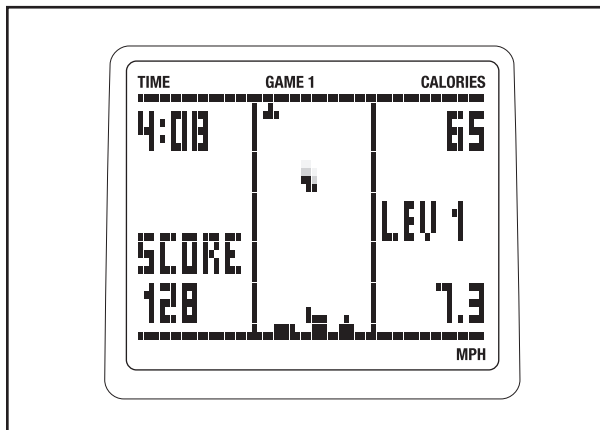 TIME GAME 1 CALORIES
4:08 65
LEV 1
SCORE
128 7.3
MPH